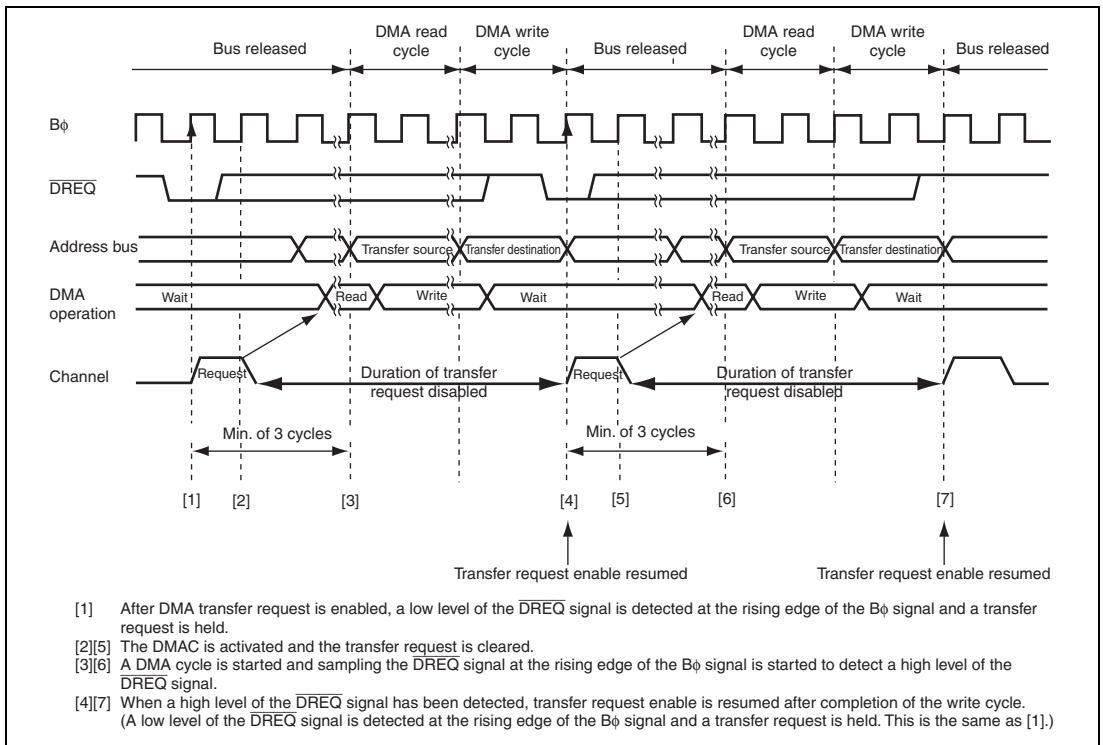 DMA read DMA write DMA read DMA write
Bus released cycle cycle Bus released cycle cycle Bus released
Bϕ
DREQ
Address bus Transfer source Transfer destination Transfer source Transfer destination
DMA operation Wait Read Write Wait Read Write Wait
Channel Request Duration of transfer request disabled Request Duration of transfer request disabled
Min. of 3 cycles Min. of 3 cycles
[1] [2] [3] [4] [5] [6] [7]
Transfer request enable resumed Transfer request enable resumed
[1] After DMA transfer request is enabled, a low level of the DREQ signal is detected at the rising edge of the Bϕ signal and a transfer
request is held.
[2][5] The DMAC is activated and the transfer request is cleared.
[3][6] A DMA cycle is started and sampling the DREQ signal at the rising edge of the Bϕ signal is started to detect a high level of the
DREQ signal.
[4][7] When a high level of the DREQ signal has been detected, transfer request enable is resumed after completion of the write cycle.
(A low level of the DREQ signal is detected at the rising edge of the Bϕ signal and a transfer request is held. This is the same as [1].)